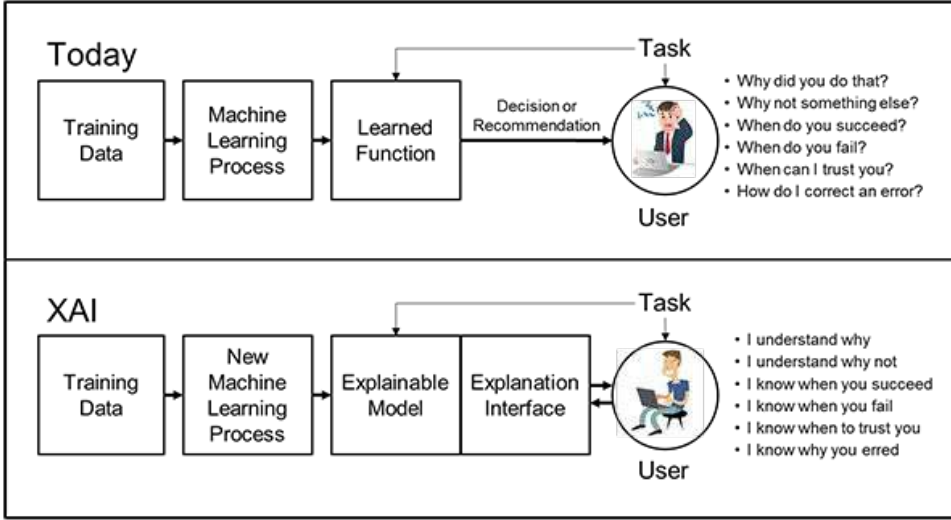 Today
Task
Training
Data
Machine
Learning
Process
Learned
Function
Decision or
Recommendation
User
• Why did you do that?
• Why not something else?
• When do you succeed?
• When do you fail?
• When can I trust you?
• How do I correct an error?
XAI
Task
Training
Data
New
Machine
Learning
Process
Explainable
Model
Explanation
Interface
User
• I understand why
• I understand why not
• I know when you succeed
• I know when you fail
• I know when to trust you
• I know why you erred